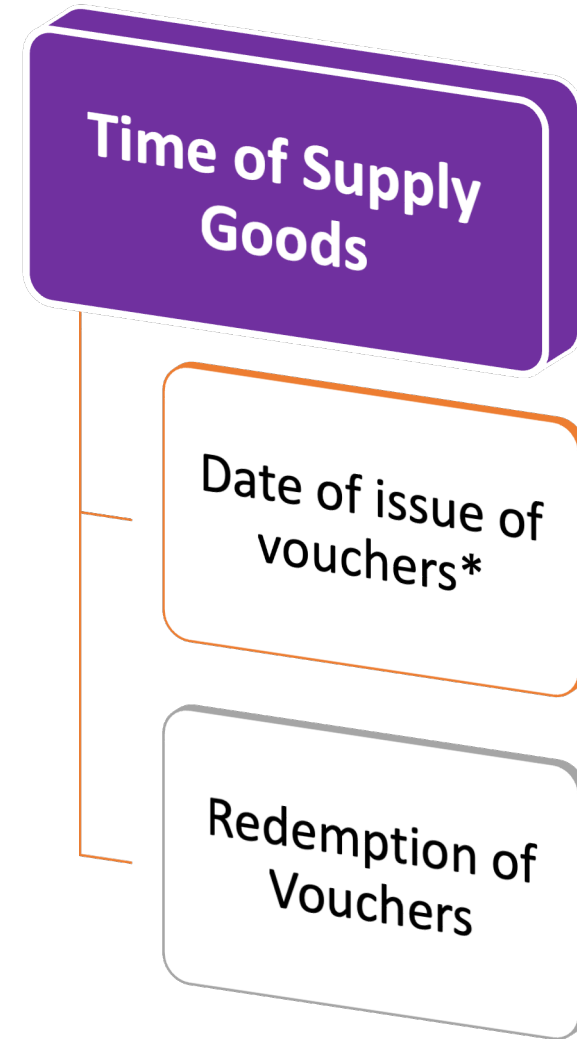 Time of Supply
Goods
Date of issue of
vouchers*
Redemption of
Vouchers